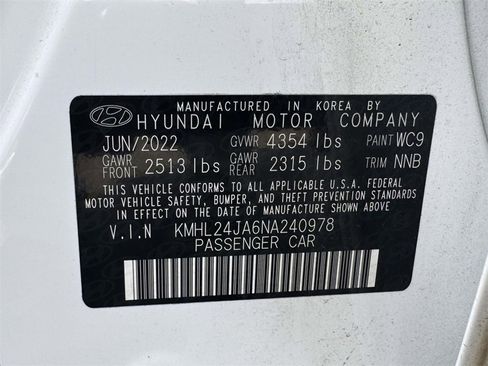 MANUFACTURED IN KOREA BY
HYUNDAI MOTOR COMPANY
JUN/2022 GVWR 4354 lbs PAINT WC9
GAWR FRONT 2513 lbs GAWR REAR 2315 lbs TRIM NNB
THIS VEHICLE CONFORMS TO ALL APPLICABLE U.S.A. FEDERAL
MOTOR VEHICLE SAFETY, BUMPER, AND THEFT PREVENTION STANDARDS
IN EFFECT ON THE DATE OF MANUFACTURE SHOWN ABOVE.
V.I.N KMHL24JA6NA240978
PASSENGER CAR